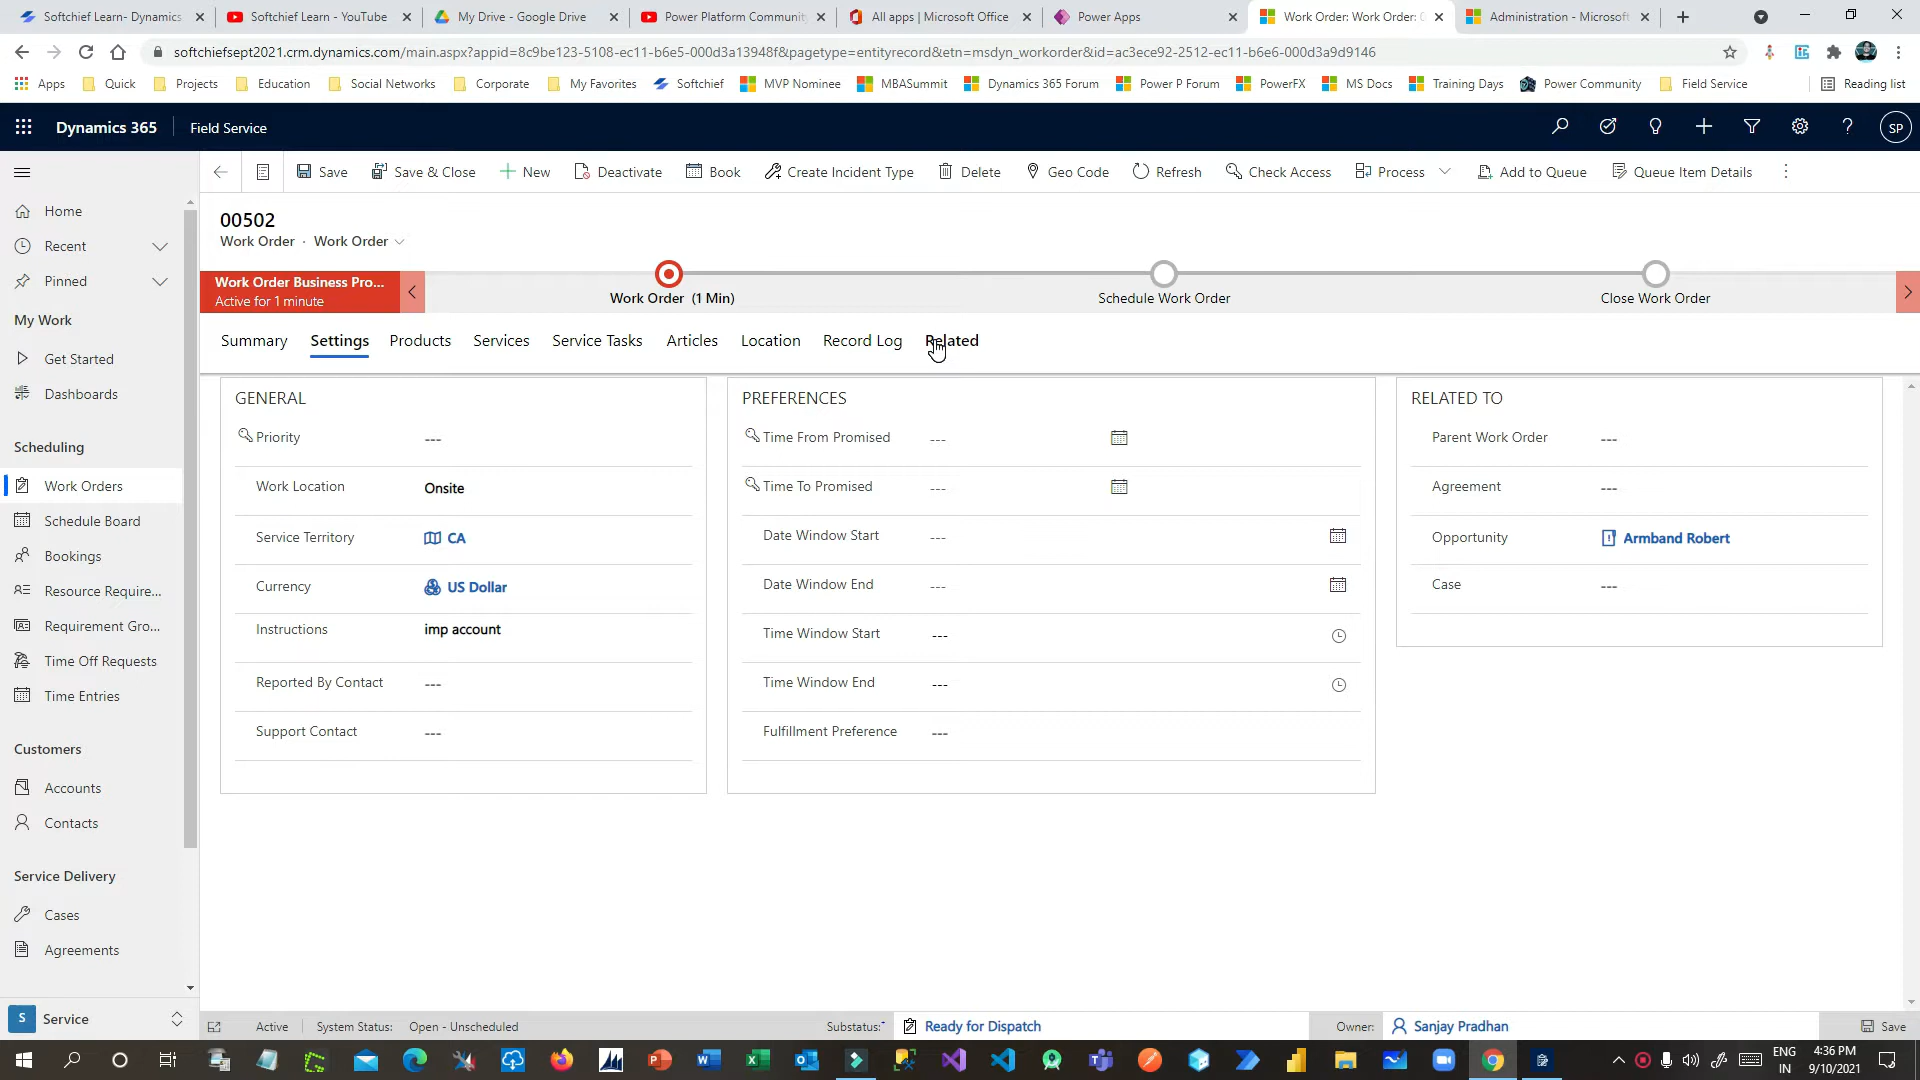 Softchief Learn- Dynamics
Softchief Learn - YouTube
My Drive - Google Drive
Power Platform Communit
All apps | Microsoft Office
Power Apps
Work Order: Work Order: 0
Administration - Microsoft
softchiefsept2021.crm.dynamics.com/main.aspx?appid=8c9be123-5108-ec11-b6e5-000d3a13948f&pagetype=entityrecord&etn=msdyn_workorder&id=ac3ece92-2512-ec11-b6e6-000d3a9d9146
Apps
Quick
Projects
Education
Social Networks
Corporate
My Favorites
Softchief
MVP Nominee
MBASummit
Dynamics 365 Forum
Power P Forum
PowerFX
MS Docs
Training Days
Power Community
Field Service
Reading list
Dynamics 365
Field Service
SP
Save
Save & Close
New
Deactivate
Book
Create Incident Type
Delete
Geo Code
Refresh
Check Access
Process
Add to Queue
Queue Item Details
Home
Recent
Pinned
My Work
Get Started
Dashboards
Scheduling
Work Orders
Schedule Board
Bookings
Resource Require...
Requirement Gro...
Time Off Requests
Time Entries
Customers
Accounts
Contacts
Service Delivery
Cases
Agreements
S Service
00502
Work Order · Work Order
Work Order Business Pro...
Active for 1 minute
Work Order (1 Min)
Schedule Work Order
Close Work Order
Summary
Settings
Products
Services
Service Tasks
Articles
Location
Record Log
Related
GENERAL
Priority ---
Work Location Onsite
Service Territory CA
Currency US Dollar
Instructions imp account
Reported By Contact ---
Support Contact ---
PREFERENCES
Time From Promised ---
Time To Promised ---
Date Window Start ---
Date Window End ---
Time Window Start ---
Time Window End ---
Fulfillment Preference ---
RELATED TO
Parent Work Order ---
Agreement ---
Opportunity Armband Robert
Case ---
Active
System Status: Open - Unscheduled
Substatus:* Ready for Dispatch
Owner: Sanjay Pradhan
Save
ENG
IN
4:36 PM
9/10/2021